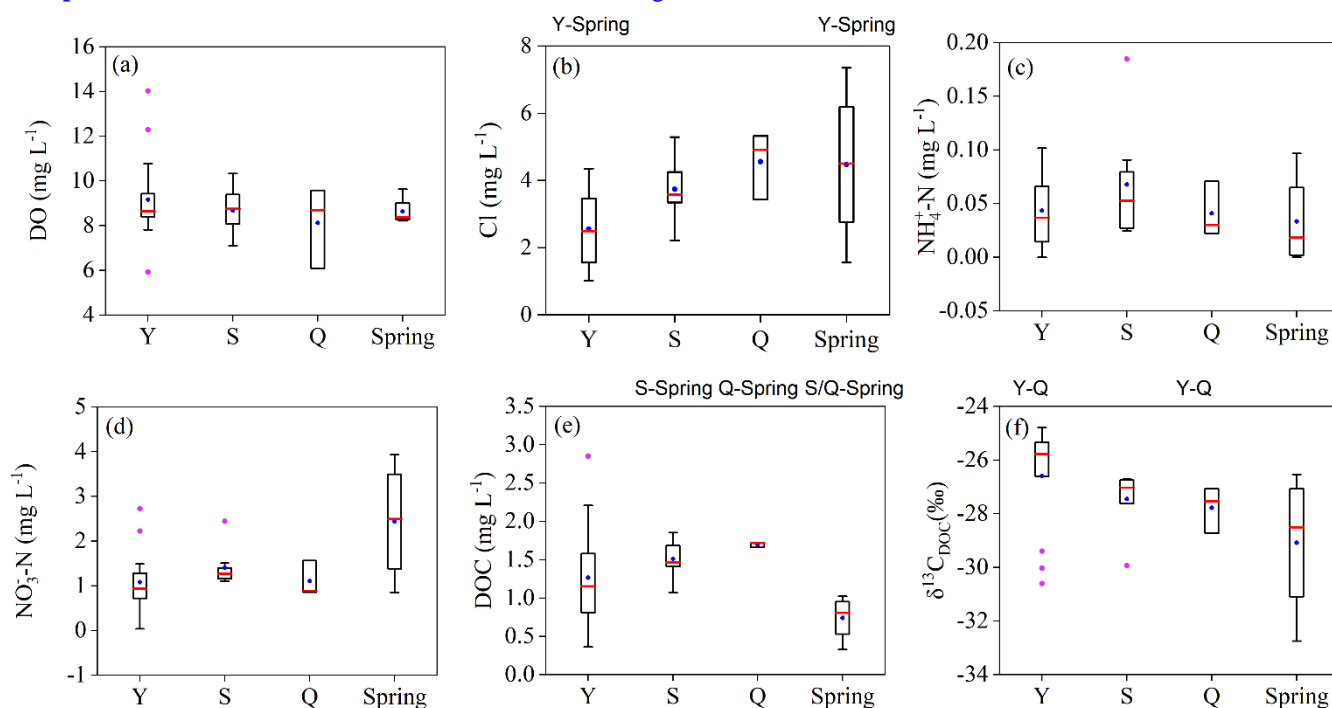 Y-Spring Y-Spring
(a) (b) (c)
DO (mg L⁻¹)
16
14
12
10
8
6
4
Y S Q Spring
Cl (mg L⁻¹)
8
6
4
2
0
Y S Q Spring
NH₄⁺-N (mg L⁻¹)
0.20
0.15
0.10
0.05
0.00
-0.05
Y S Q Spring
S-Spring Q-Spring S/Q-Spring
Y-Q Y-Q
(d) (e) (f)
NO₃⁻-N (mg L⁻¹)
5
4
3
2
1
0
-1
Y S Q Spring
DOC (mg L⁻¹)
3.5
3.0
2.5
2.0
1.5
1.0
0.5
0.0
Y S Q Spring
δ¹³C_DOC(‰)
-24
-26
-28
-30
-32
-34
Y S Q Spring